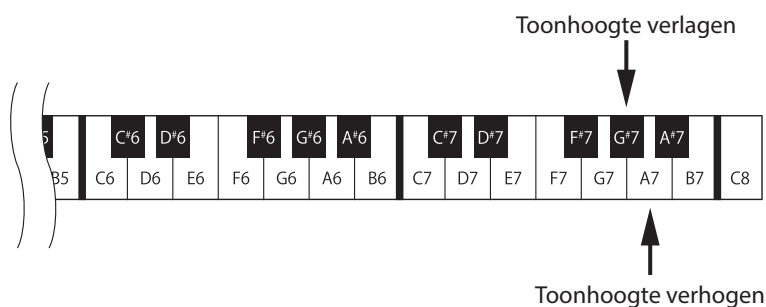 Toonhoogte verlagen
5 C#6 D#6 F#6 G#6 A#6 C#7 D#7 F#7 G#7 A#7
B5 C6 D6 E6 F6 G6 A6 B6 C7 D7 E7 F7 G7 A7 B7 C8
Toonhoogte verhogen